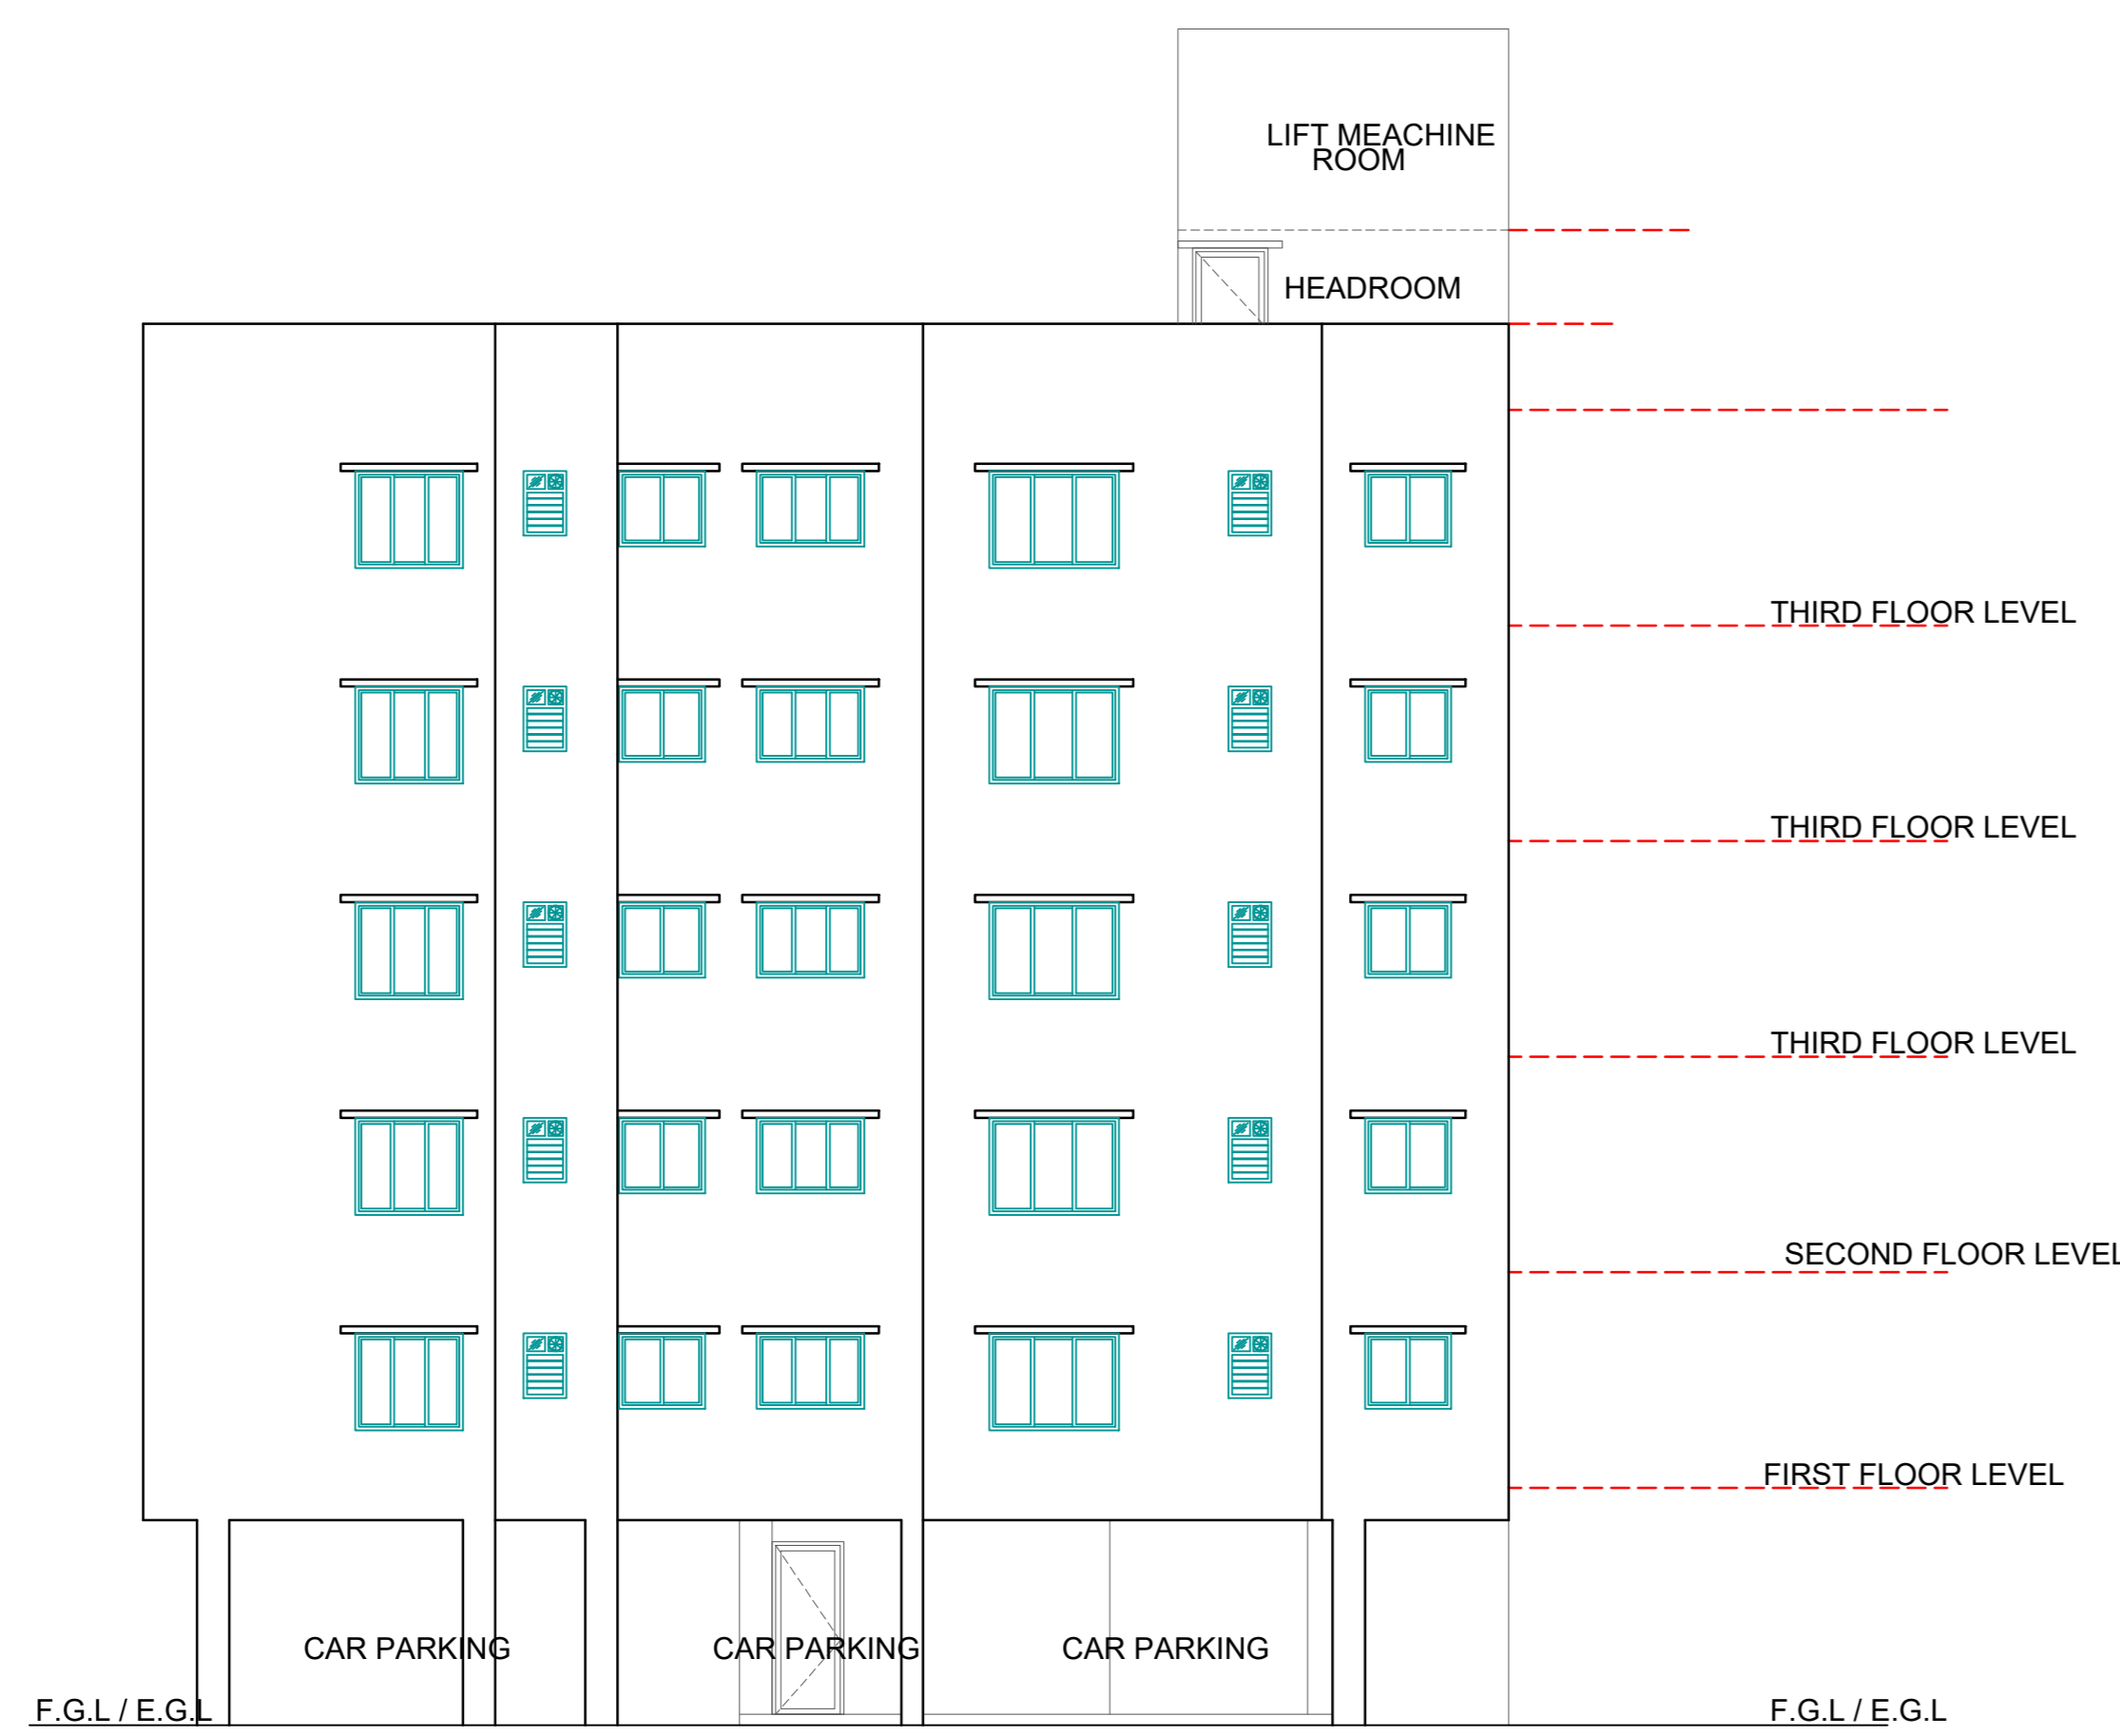 LIFT MEACHINE
ROOM
HEADROOM
THIRD FLOOR LEVEL
THIRD FLOOR LEVEL
THIRD FLOOR LEVEL
SECOND FLOOR LEVEL
FIRST FLOOR LEVEL
CAR PARKING
CAR PARKING
CAR PARKING
F.G.L / E.G.L
F.G.L / E.G.L